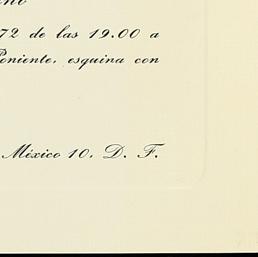 72 de las 19.00 a
Poniente, esquina con
México 10, D. F.